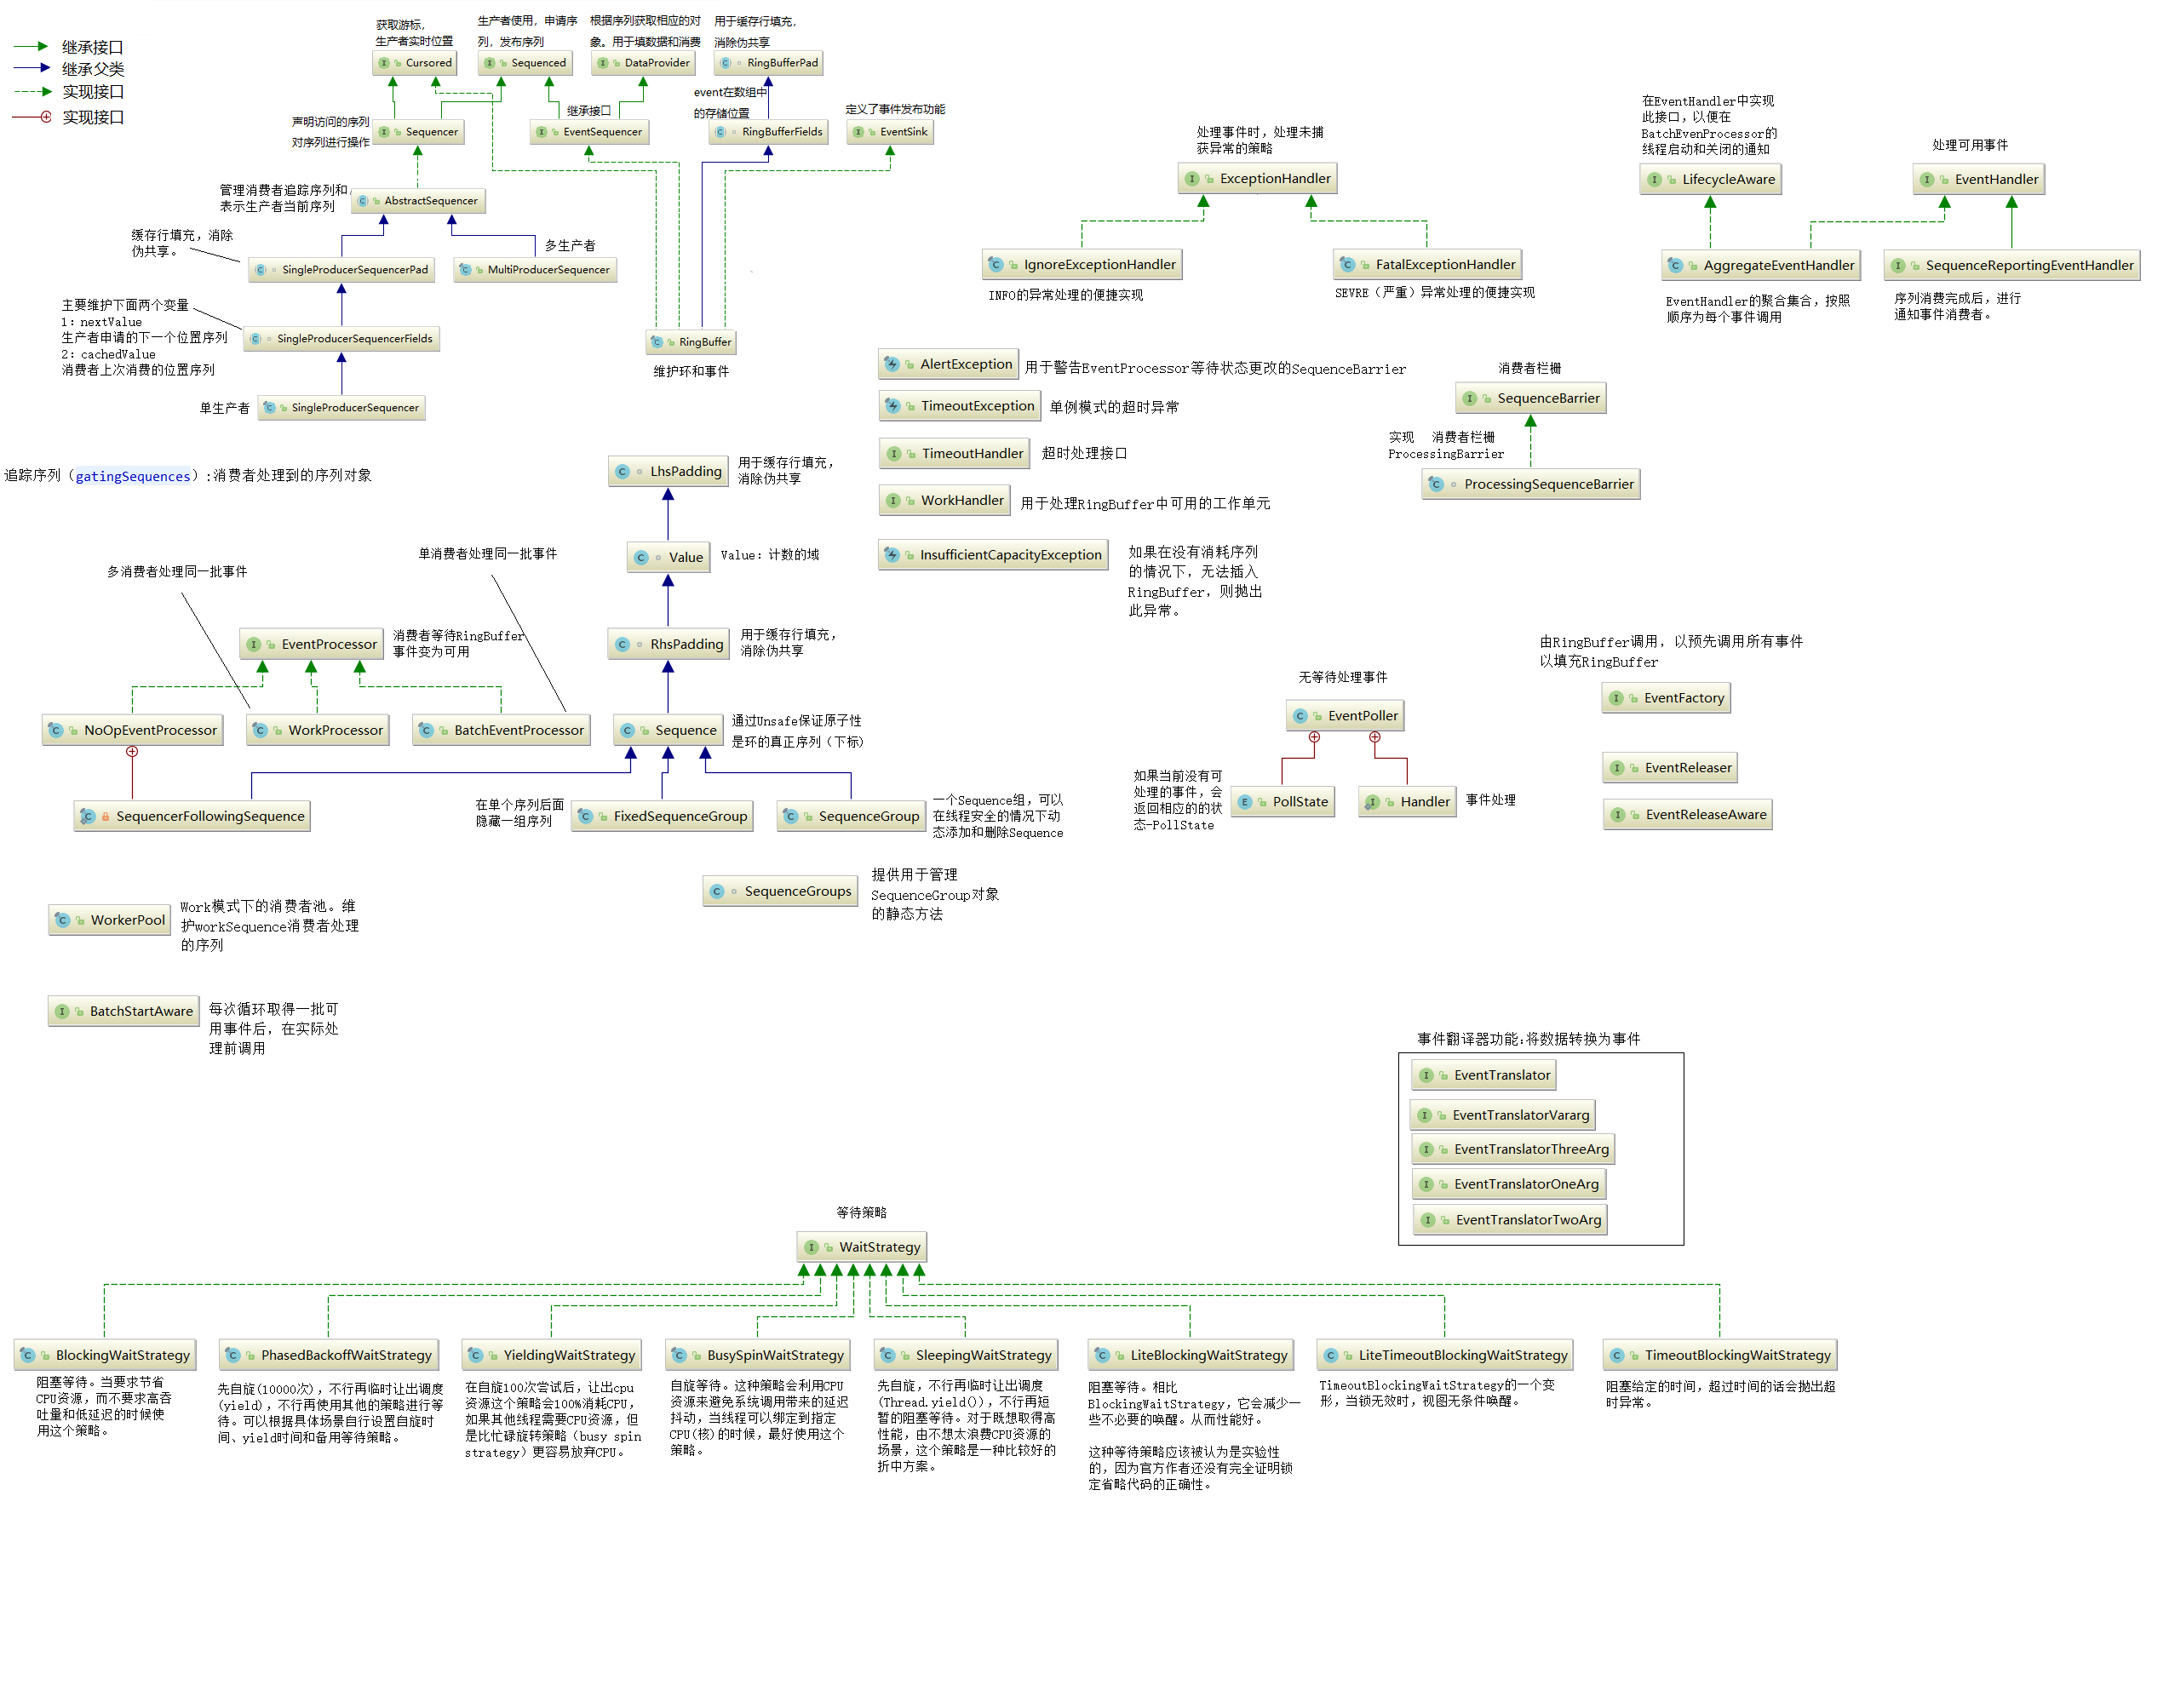 继承接口
继承父类
实现接口
实现接口
获取游标，
生产者实时位置
Cursored
生产者使用，申请序
列，发布序列
Sequenced
根据序列获取相应的对
象。用于填数据和消费
DataProvider
用于缓存行填充，
消除伪共享
RingBufferPad
声明访问的序列
对序列进行操作
Sequencer
继承接口
EventSequencer
event在数组中
的存储位置
RingBufferFields
定义了事件发布功能
EventSink
管理消费者追踪序列和
表示生产者当前序列
AbstractSequencer
缓存行填充，消除
伪共享。
SingleProducerSequencerPad
多生产者
MultiProducerSequencer
主要维护下面两个变量
1：nextValue
生产者申请的下一个位置序列
2：cachedValue
消费者上次消费的位置序列
SingleProducerSequencerFields
单生产者
SingleProducerSequencer
RingBuffer
维护环和事件
处理事件时，处理未捕
获异常的策略
ExceptionHandler
IgnoreExceptionHandler
INFO的异常处理的便捷实现
FatalExceptionHandler
SEVRE（严重）异常处理的便捷实现
在EventHandler中实现
此接口，以便在
BatchEvenProcessor的
线程启动和关闭的通知
LifecycleAware
处理可用事件
EventHandler
AggregateEventHandler
EventHandler的聚合集合，按照
顺序为每个事件调用
SequenceReportingEventHandler
序列消费完成后，进行
通知事件消费者。
AlertException
用于警告EventProcessor等待状态更改的SequenceBarrier
TimeoutException
单例模式的超时异常
TimeoutHandler
超时处理接口
WorkHandler
用于处理RingBuffer中可用的工作单元
InsufficientCapacityException
如果在没有消耗序列
的情况下，无法插入
RingBuffer，则抛出
此异常。
消费者栏栅
SequenceBarrier
实现 消费者栏栅
ProcessingBarrier
ProcessingSequenceBarrier
追踪序列（gatingSequences）:消费者处理到的序列对象
LhsPadding
用于缓存行填充，
消除伪共享
Value
Value：计数的域
RhsPadding
用于缓存行填充，
消除伪共享
Sequence
通过Unsafe保证原子性
是环的真正序列（下标）
多消费者处理同一批事件
单消费者处理同一批事件
EventProcessor
消费者等待RingBuffer
事件变为可用
NoOpEventProcessor
WorkProcessor
BatchEventProcessor
SequencerFollowingSequence
在单个序列后面
隐藏一组序列
FixedSequenceGroup
SequenceGroup
一个Sequence组，可以
在线程安全的情况下动
态添加和删除Sequence
SequenceGroups
提供用于管理
SequenceGroup对象
的静态方法
无等待处理事件
EventPoller
如果当前没有可
处理的事件，会
返回相应的的状
态-PollState
PollState
Handler
事件处理
由RingBuffer调用，以预先调用所有事件
以填充RingBuffer
EventFactory
EventReleaser
EventReleaseAware
WorkerPool
Work模式下的消费者池。维
护workSequence消费者处理
的序列
BatchStartAware
每次循环取得一批可
用事件后，在实际处
理前调用
事件翻译器功能:将数据转换为事件
EventTranslator
EventTranslatorVararg
EventTranslatorThreeArg
EventTranslatorOneArg
EventTranslatorTwoArg
等待策略
WaitStrategy
BlockingWaitStrategy
阻塞等待。当要求节省
CPU资源，而不要求高吞
吐量和低延迟的时候使
用这个策略。
PhasedBackoffWaitStrategy
先自旋(10000次)，不行再临时让出调度
(yield)，不行再使用其他的策略进行等
待。可以根据具体场景自行设置自旋时
间、yield时间和备用等待策略。
YieldingWaitStrategy
在自旋100次尝试后，让出cpu
资源这个策略会100%消耗CPU，
如果其他线程需要CPU资源，但
是比忙碌旋转策略（busy spin
strategy）更容易放弃CPU。
BusySpinWaitStrategy
自旋等待。这种策略会利用CPU
资源来避免系统调用带来的延迟
抖动，当线程可以绑定到指定
CPU(核)的时候，最好使用这个
策略。
SleepingWaitStrategy
先自旋，不行再临时让出调度
(Thread.yield())，不行再短
暂的阻塞等待。对于既想取得高
性能，由不想太浪费CPU资源的
场景，这个策略是一种比较好的
折中方案。
LiteBlockingWaitStrategy
阻塞等待。相比
BlockingWaitStrategy，它会减少一
些不必要的唤醒。从而性能好。
这种等待策略应该被认为是实验性
的，因为官方作者还没有完全证明锁
定省略代码的正确性。
LiteTimeoutBlockingWaitStrategy
TimeoutBlockingWaitStrategy的一个变
形，当锁无效时，视图无条件唤醒。
TimeoutBlockingWaitStrategy
阻塞给定的时间，超过时间的话会抛出超
时异常。